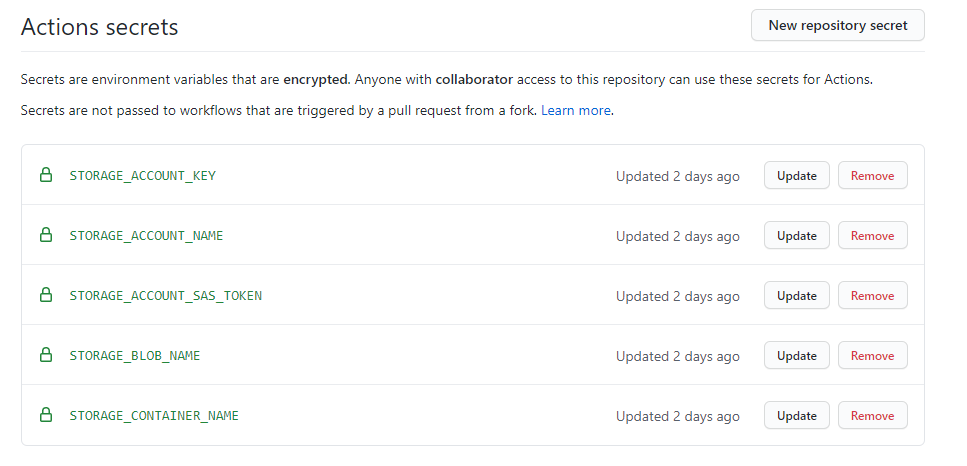 Actions secrets
New repository secret
Secrets are environment variables that are encrypted. Anyone with collaborator access to this repository can use these secrets for Actions.
Secrets are not passed to workflows that are triggered by a pull request from a fork. Learn more.
STORAGE_ACCOUNT_KEY Updated 2 days ago Update Remove
STORAGE_ACCOUNT_NAME Updated 2 days ago Update Remove
STORAGE_ACCOUNT_SAS_TOKEN Updated 2 days ago Update Remove
STORAGE_BLOB_NAME Updated 2 days ago Update Remove
STORAGE_CONTAINER_NAME Updated 2 days ago Update Remove